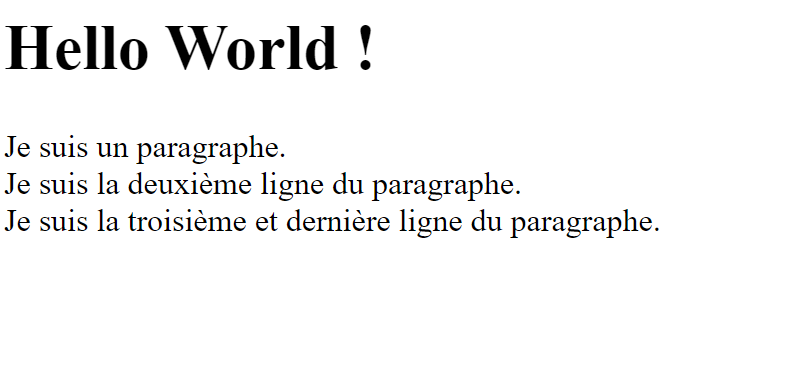 Hello World !
Je suis un paragraphe.
Je suis la deuxième ligne du paragraphe.
Je suis la troisième et dernière ligne du paragraphe.